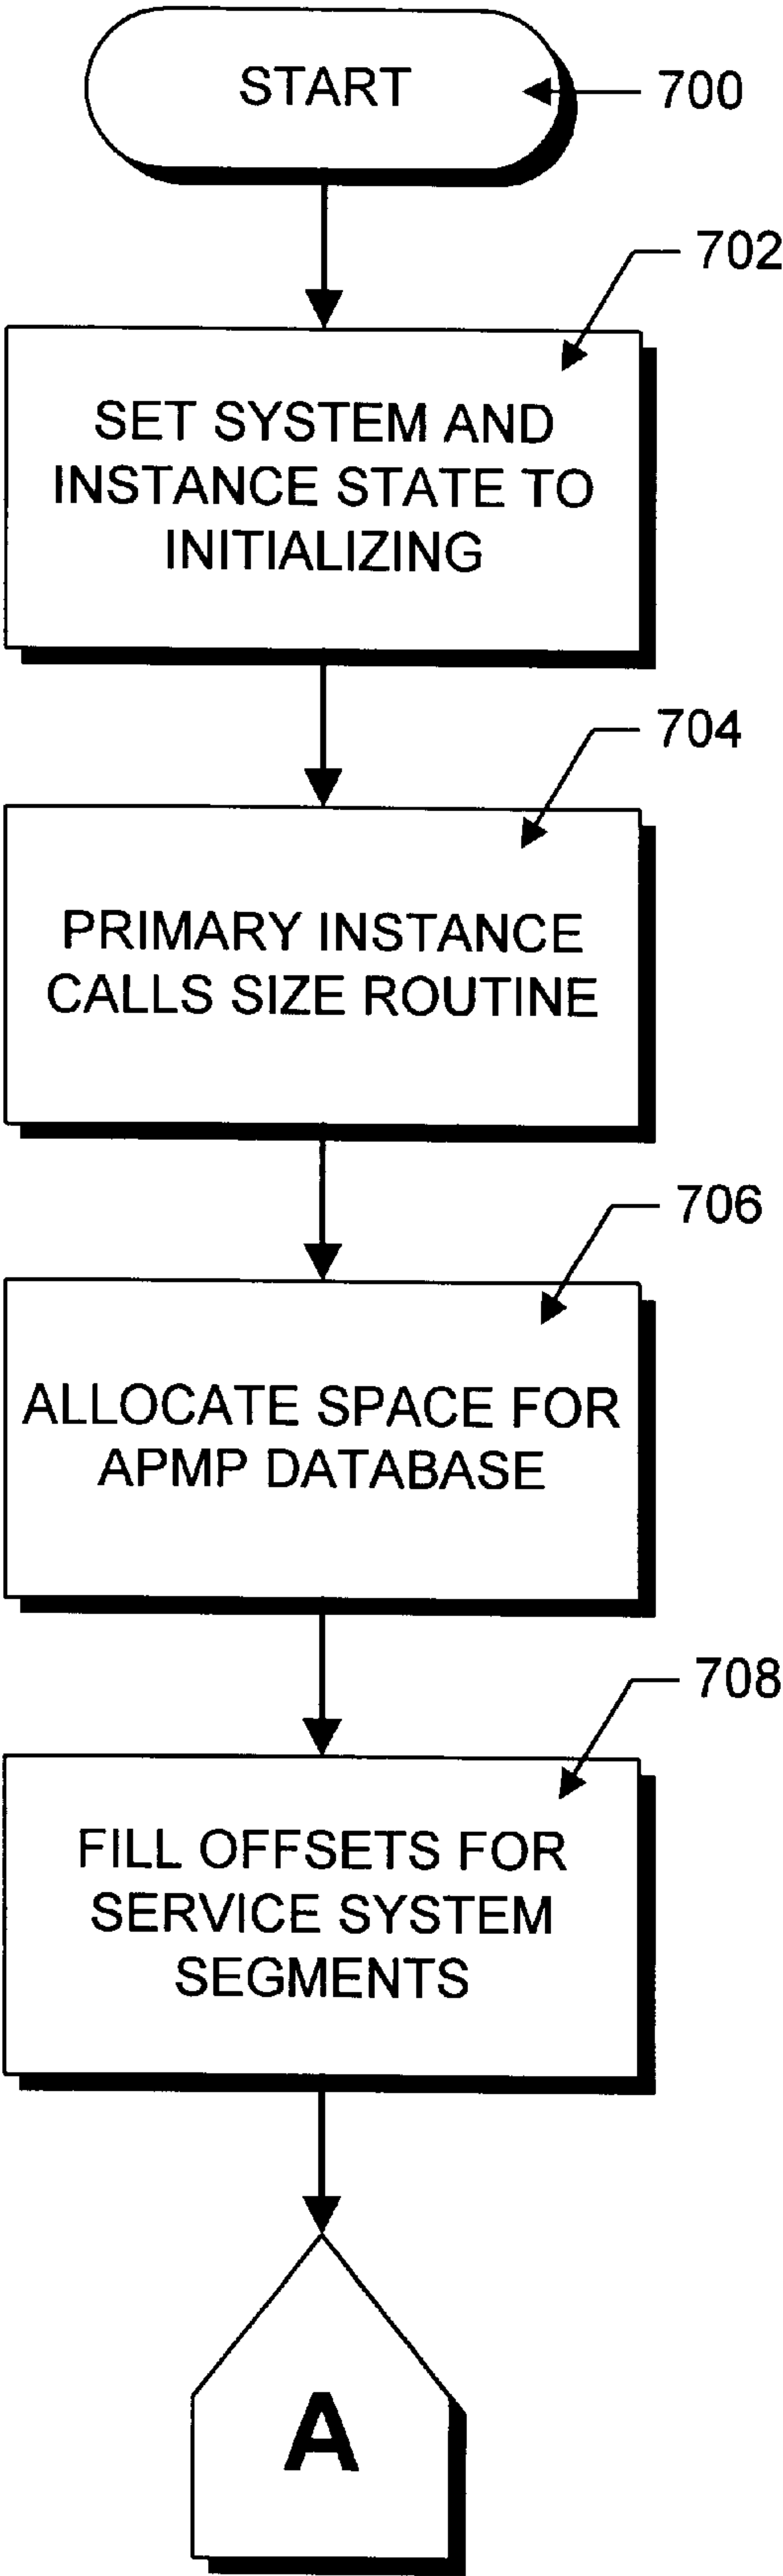 START
700
702
SET SYSTEM AND
INSTANCE STATE TO
INITIALIZING
704
PRIMARY INSTANCE
CALLS SIZE ROUTINE
706
ALLOCATE SPACE FOR
APMP DATABASE
708
FILL OFFSETS FOR
SERVICE SYSTEM
SEGMENTS
A